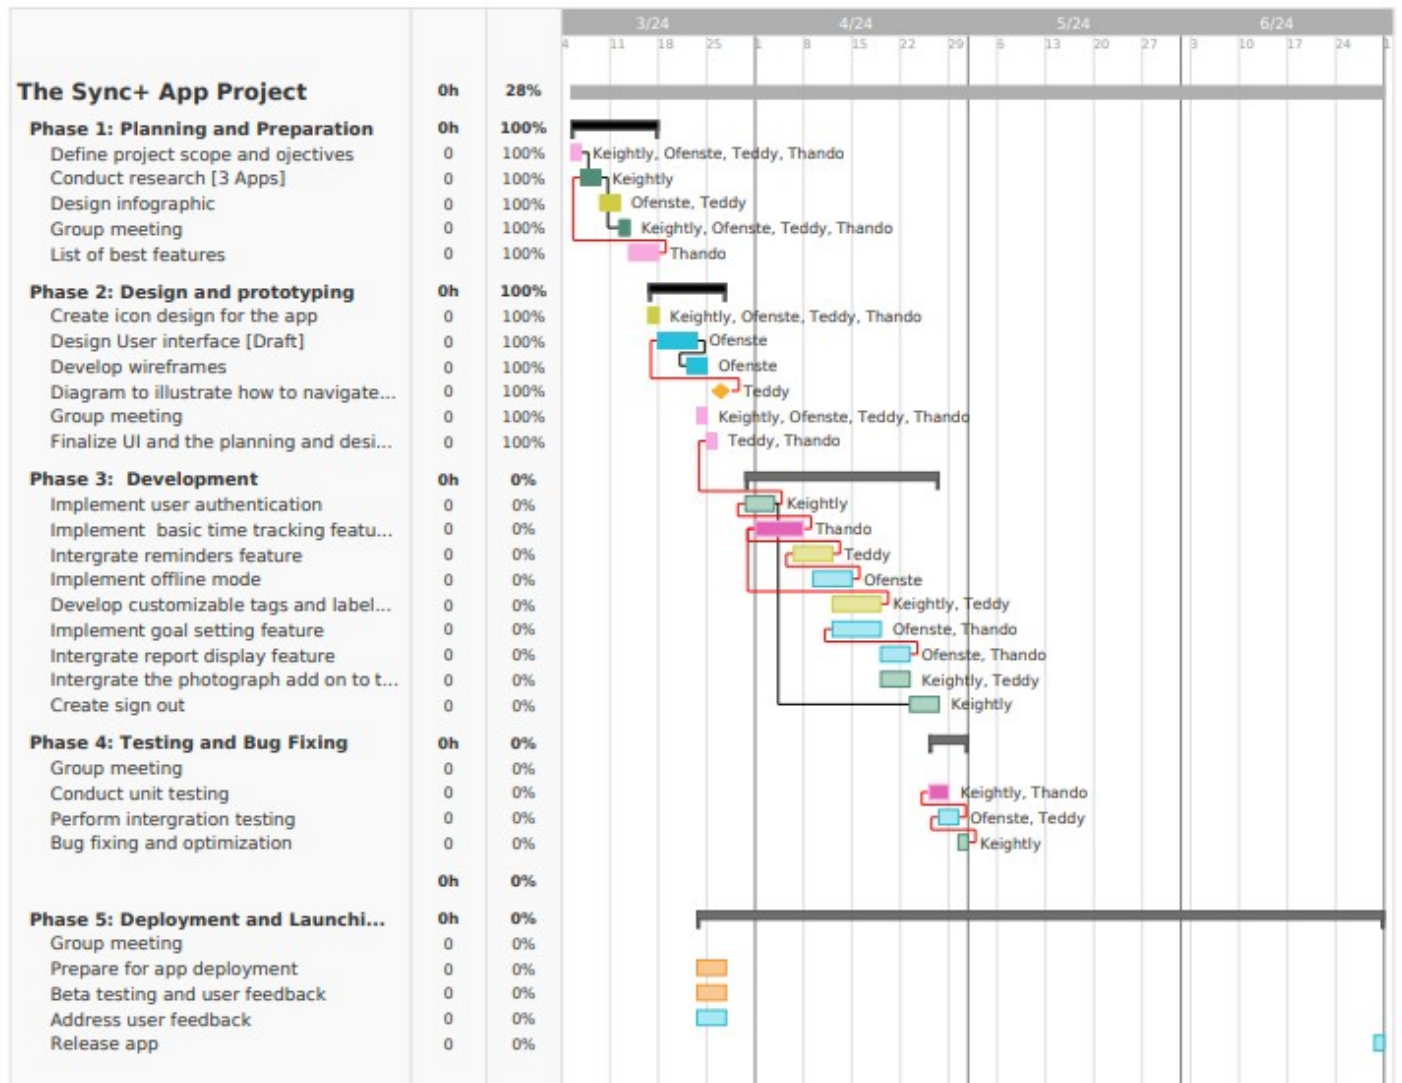 3/24 4/24 5/24 6/24
4 11 18 25 1 8 15 22 29 6 13 20 27 3 10 17 24 1
The Sync+ App Project 0h 28%
Phase 1: Planning and Preparation 0h 100%
Define project scope and ojectives 0 100% Keightly, Ofenste, Teddy, Thando
Conduct research [3 Apps] 0 100% Keightly
Design infographic 0 100% Ofenste, Teddy
Group meeting 0 100% Keightly, Ofenste, Teddy, Thando
List of best features 0 100% Thando
Phase 2: Design and prototyping 0h 100%
Create icon design for the app 0 100% Keightly, Ofenste, Teddy, Thando
Design User interface [Draft] 0 100% Ofenste
Develop wireframes 0 100% Ofenste
Diagram to illustrate how to navigate... 0 100% Teddy
Group meeting 0 100% Keightly, Ofenste, Teddy, Thando
Finalize UI and the planning and desi... 0 100% Teddy, Thando
Phase 3: Development 0h 0%
Implement user authentication 0 0% Keightly
Implement basic time tracking featu... 0 0% Thando
Intergrate reminders feature 0 0% Teddy
Implement offline mode 0 0% Ofenste
Develop customizable tags and label... 0 0% Keightly, Teddy
Implement goal setting feature 0 0% Ofenste, Thando
Intergrate report display feature 0 0% Ofenste, Thando
Intergrate the photograph add on to t... 0 0% Keightly, Teddy
Create sign out 0 0% Keightly
Phase 4: Testing and Bug Fixing 0h 0%
Group meeting 0 0%
Conduct unit testing 0 0% Keightly, Thando
Perform intergration testing 0 0% Ofenste, Teddy
Bug fixing and optimization 0 0% Keightly
0h 0%
Phase 5: Deployment and Launchi... 0h 0%
Group meeting 0 0%
Prepare for app deployment 0 0%
Beta testing and user feedback 0 0%
Address user feedback 0 0%
Release app 0 0%